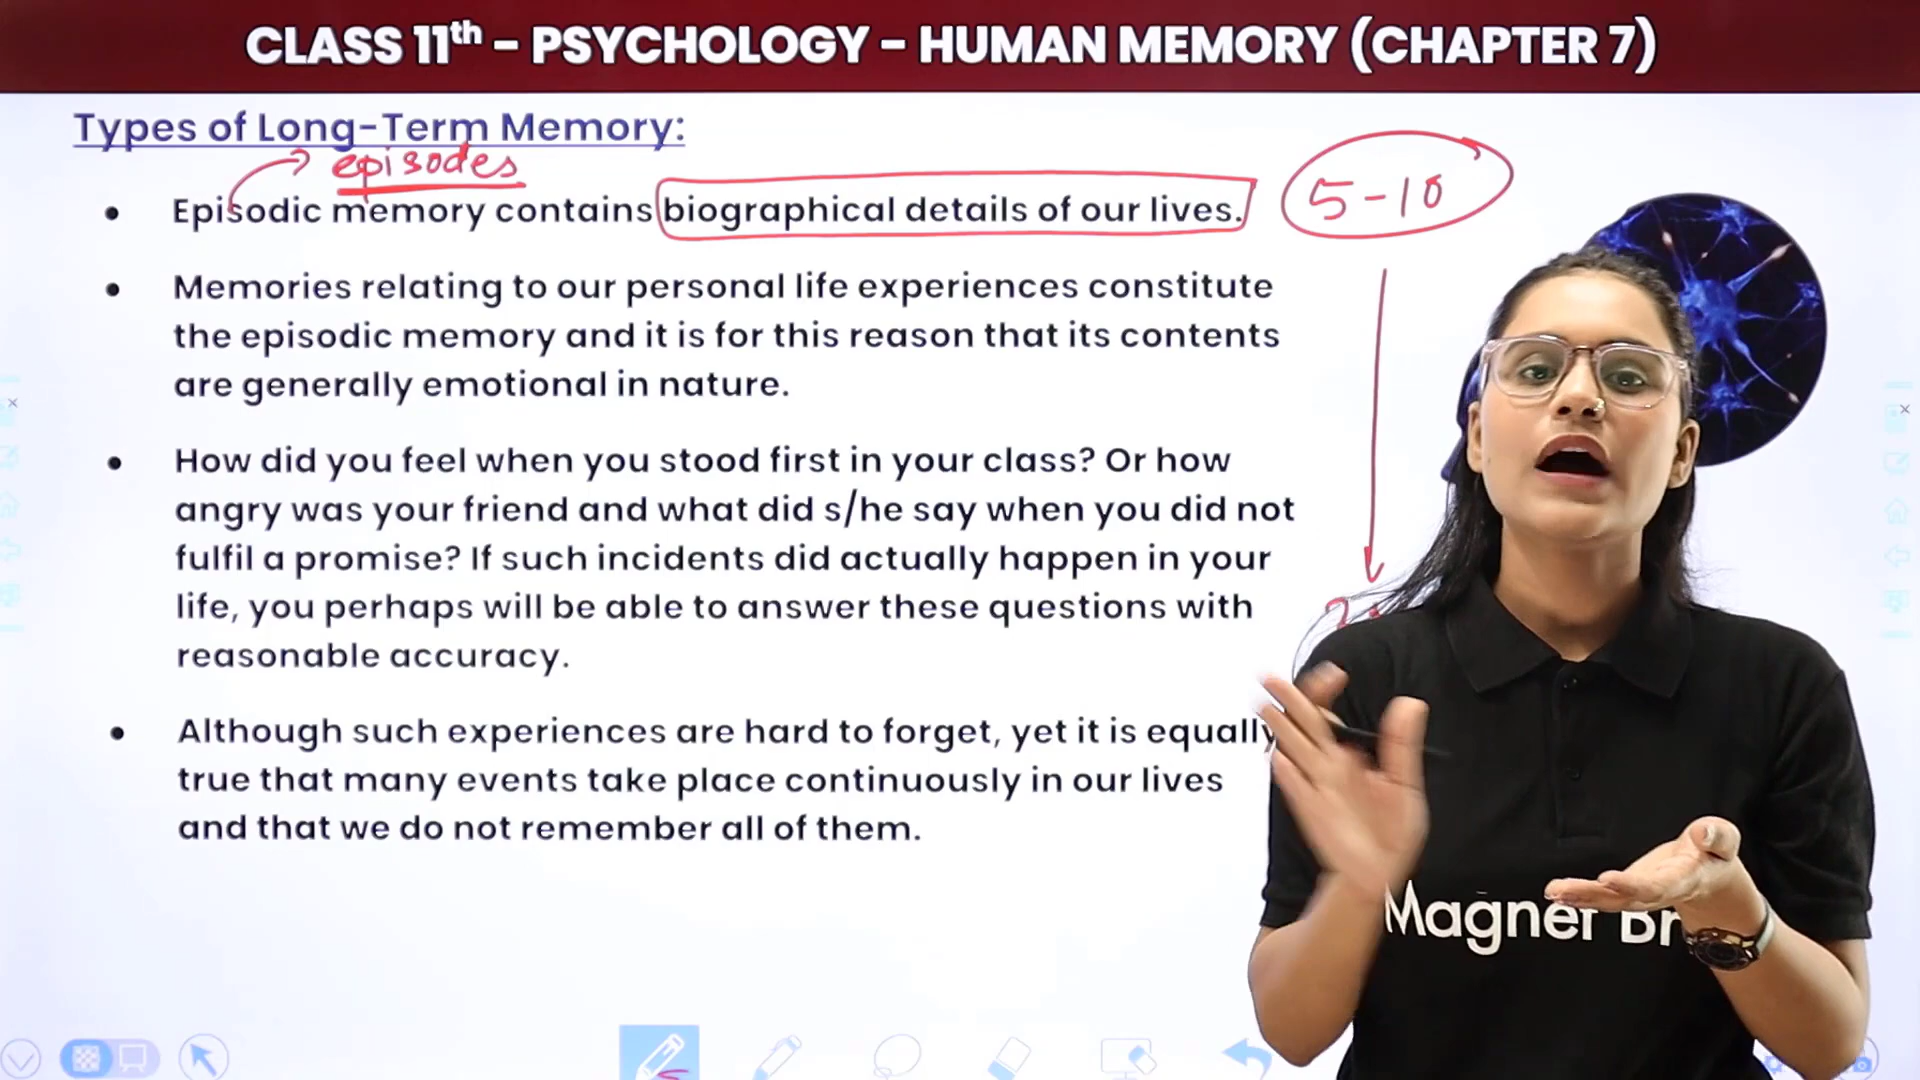 CLASS 11th - PSYCHOLOGY - HUMAN MEMORY (CHAPTER 7)
Types of Long-Term Memory:
episodes
• Episodic memory contains biographical details of our lives.
5-10
• Memories relating to our personal life experiences constitute
the episodic memory and it is for this reason that its contents
are generally emotional in nature.
• How did you feel when you stood first in your class? Or how
angry was your friend and what did s/he say when you did not
fulfil a promise? If such incidents did actually happen in your
life, you perhaps will be able to answer these questions with
reasonable accuracy.
• Although such experiences are hard to forget, yet it is equally
true that many events take place continuously in our lives
and that we do not remember all of them.
Magnet Br